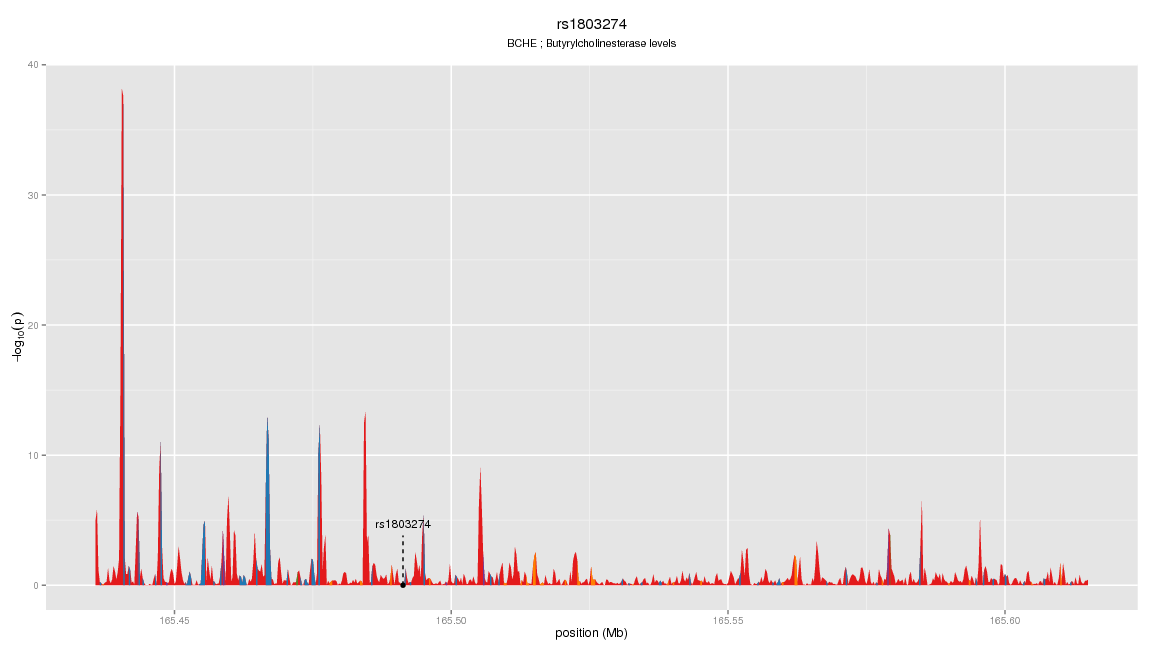 rs1803274
BCHE ; Butyrylcholinesterase levels
40
30
20
10
0
−log10(p)
rs1803274
165.45
165.50
165.55
165.60
position (Mb)